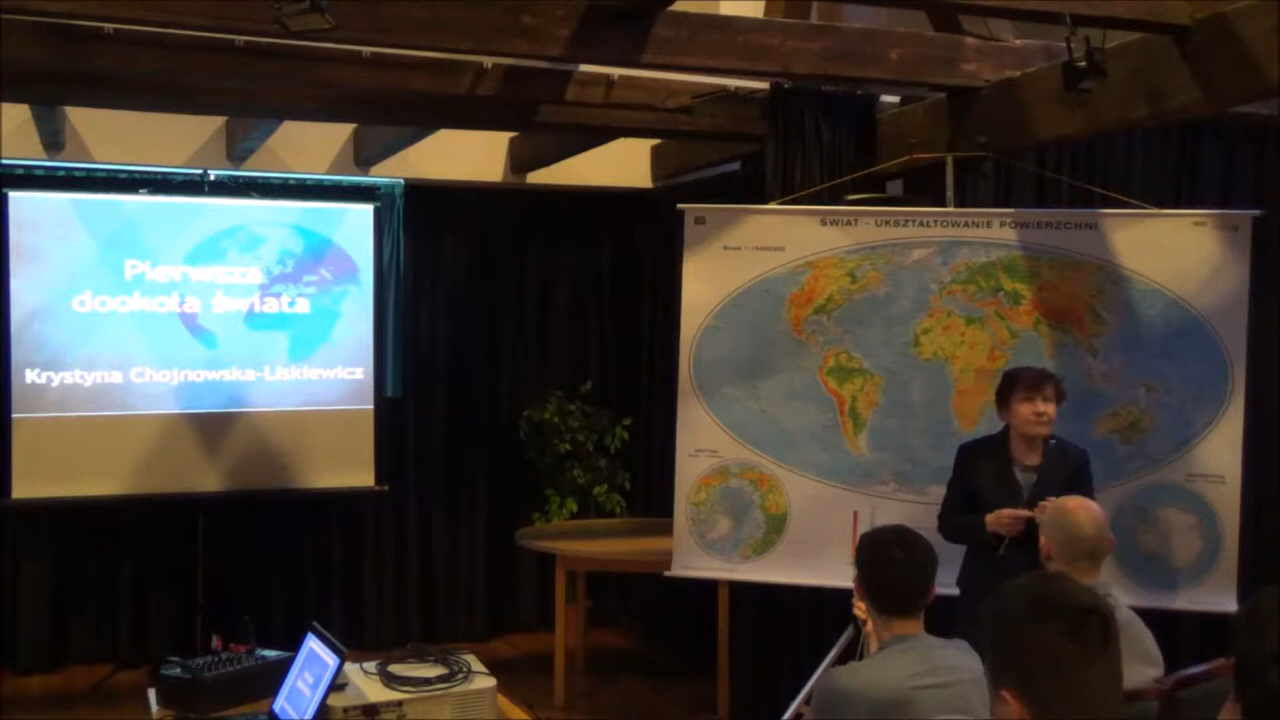 Pierwsza
dookoła świata
Krystyna Chojnowska-Liskiewicz
ŚWIAT - UKSZTAŁTOWANIE POWIERZCHNI